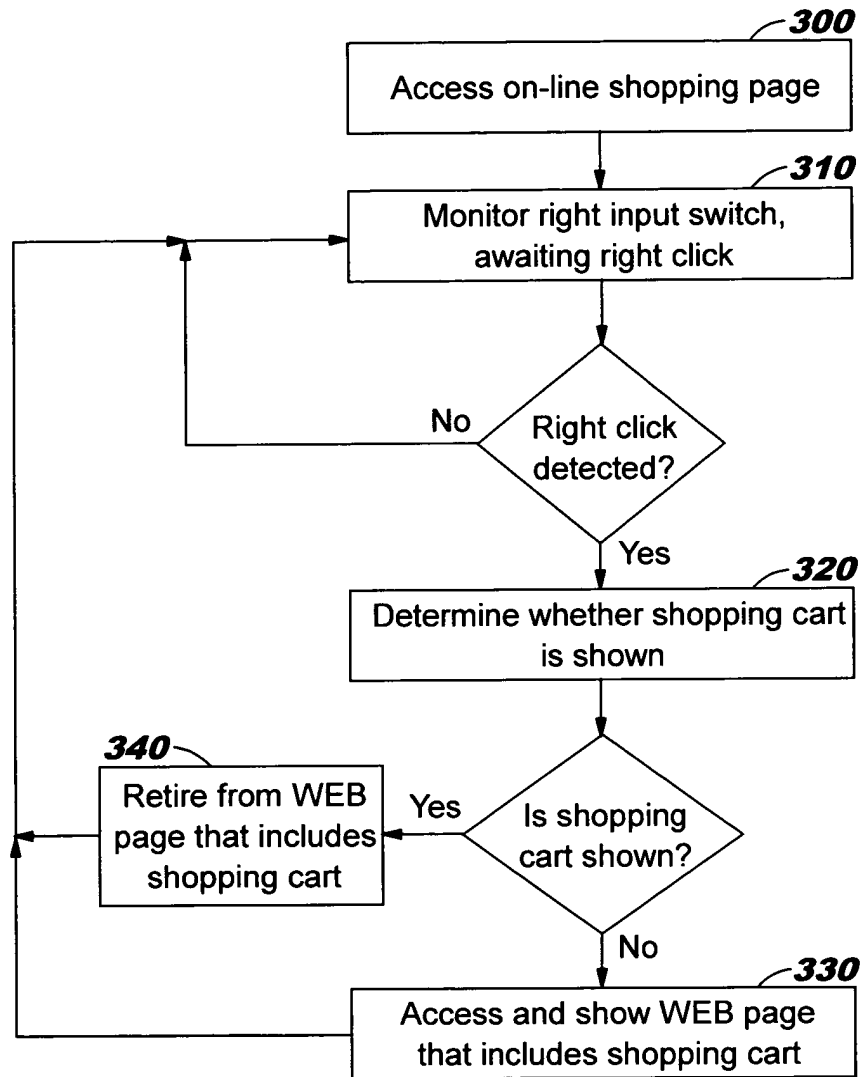 300
Access on-line shopping page
310
Monitor right input switch,
awaiting right click
No
Right click
detected?
Yes
320
Determine whether shopping cart
is shown
340
Retire from WEB
page that includes
shopping cart
Yes
Is shopping
cart shown?
No
330
Access and show WEB page
that includes shopping cart